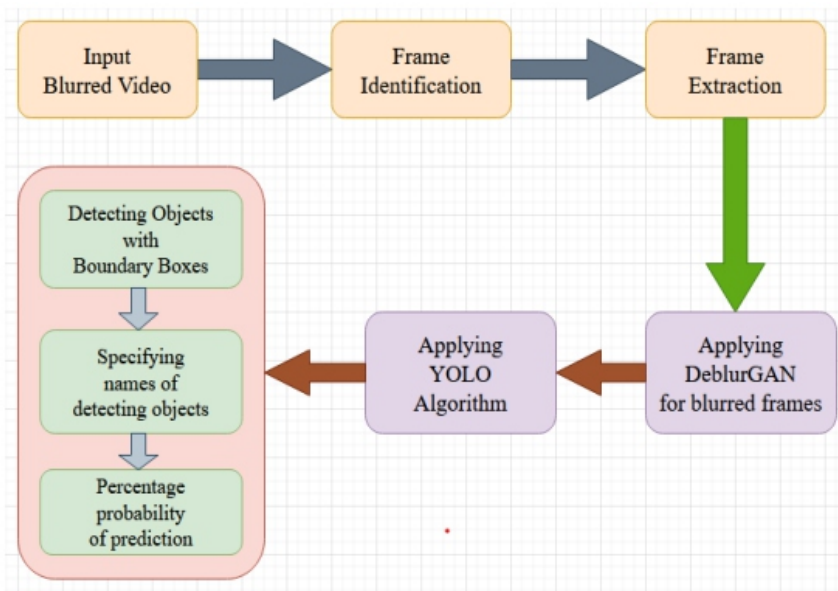 Input
Blurred Video
Frame
Identification
Frame
Extraction
Applying
DeblurGAN
for blurred frames
Applying
YOLO
Algorithm
Detecting Objects
with
Boundary Boxes
Specifying
names of
detecting objects
Percentage
probability
of prediction